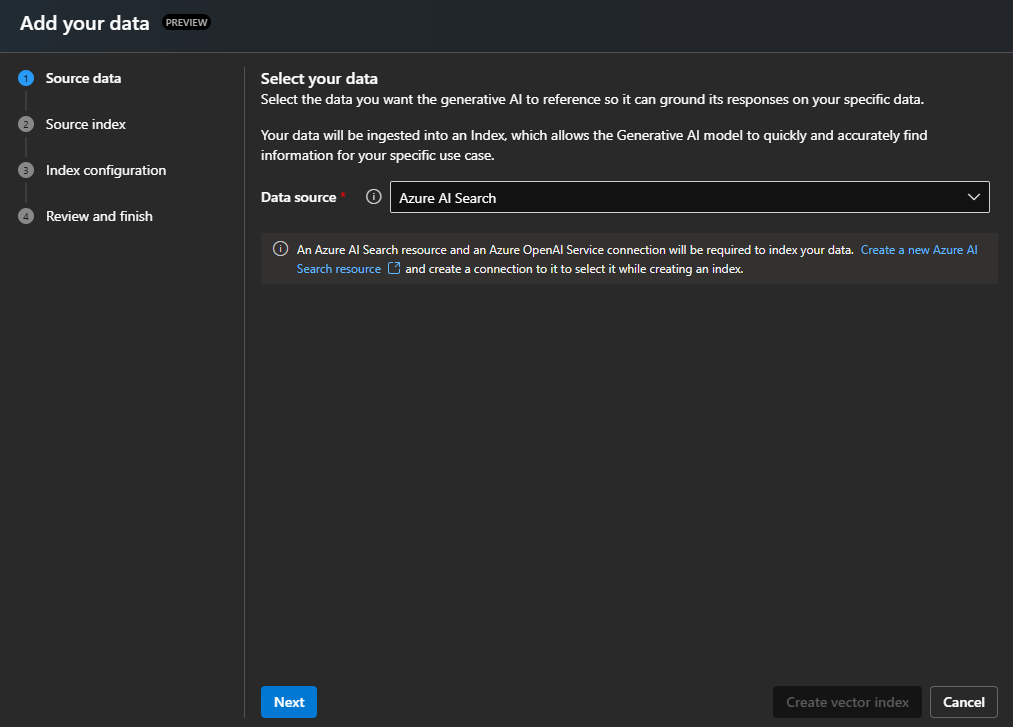 Add your data PREVIEW
1 Source data
2 Source index
3 Index configuration
4 Review and finish
Select your data
Select the data you want the generative AI to reference so it can ground its responses on your specific data.
Your data will be ingested into an Index, which allows the Generative AI model to quickly and accurately find
information for your specific use case.
Data source * Azure AI Search
An Azure AI Search resource and an Azure OpenAI Service connection will be required to index your data. Create a new Azure AI
Search resource and create a connection to it to select it while creating an index.
Next Create vector index Cancel